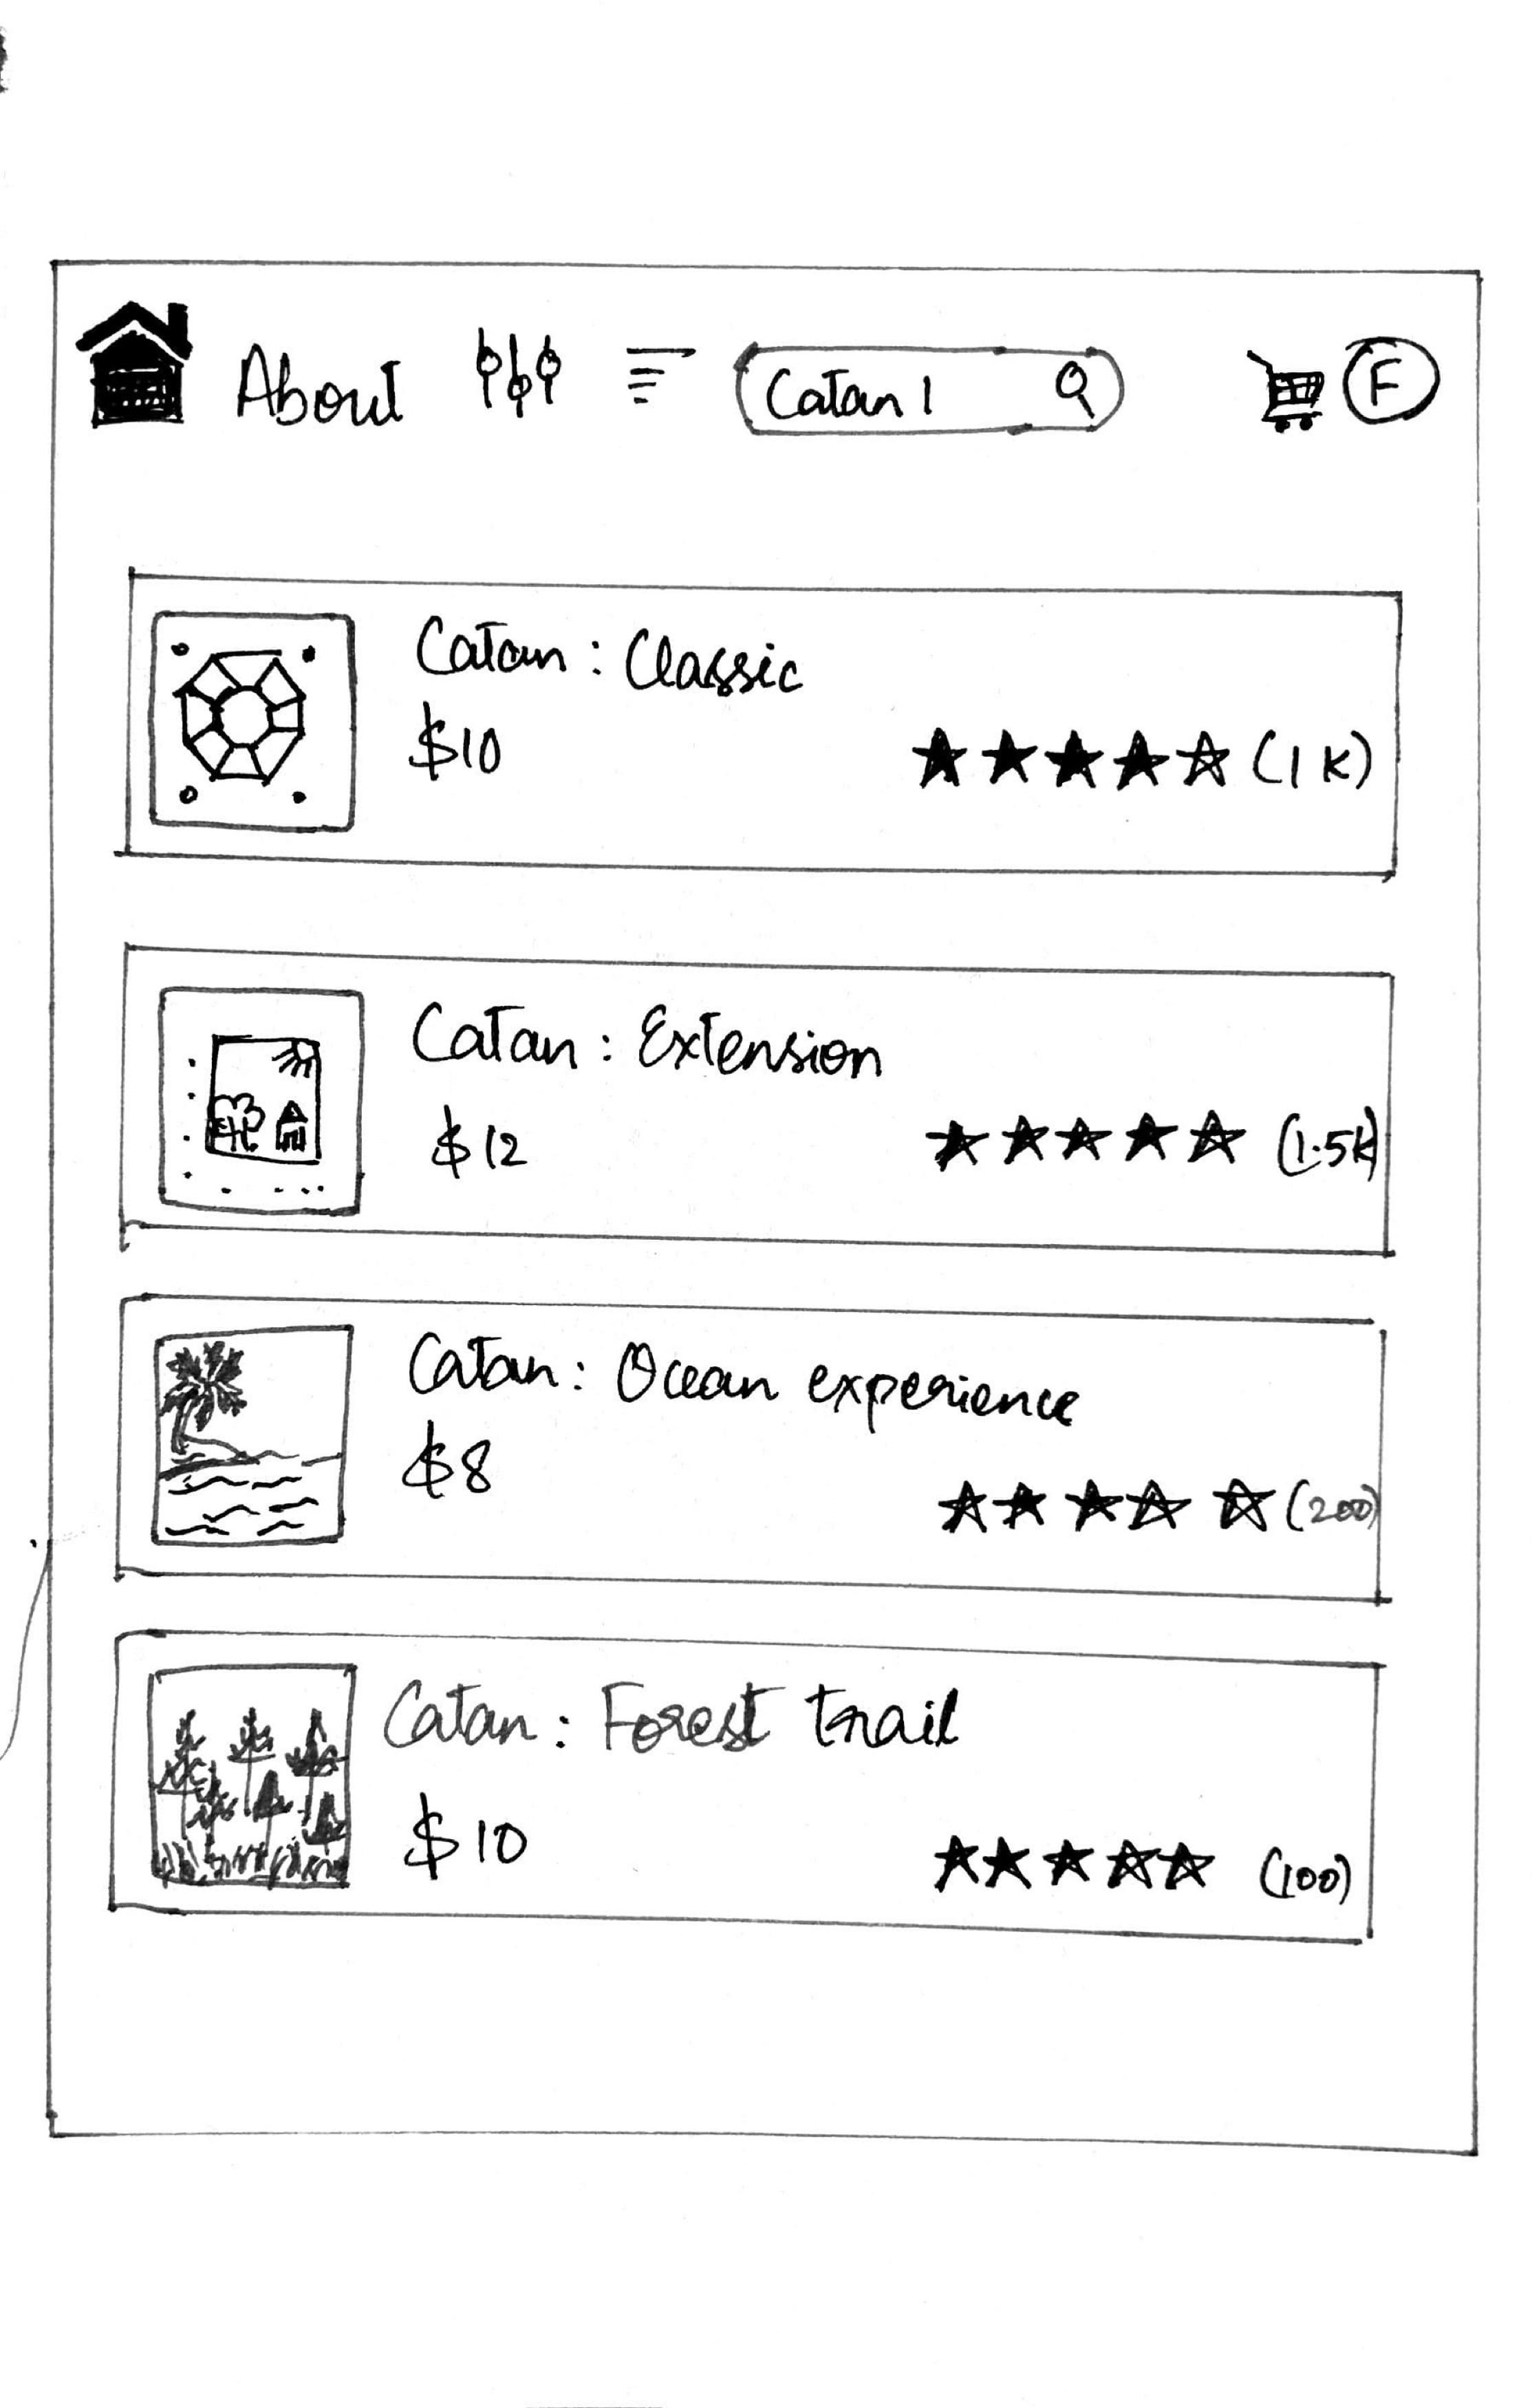 About
Catan |
F
Catan : Classic
$10
(1K)
Catan : Extension
$12
(1.5K)
Catan : Ocean experience
$8
(200)
Catan : Forest trail
$10
(100)